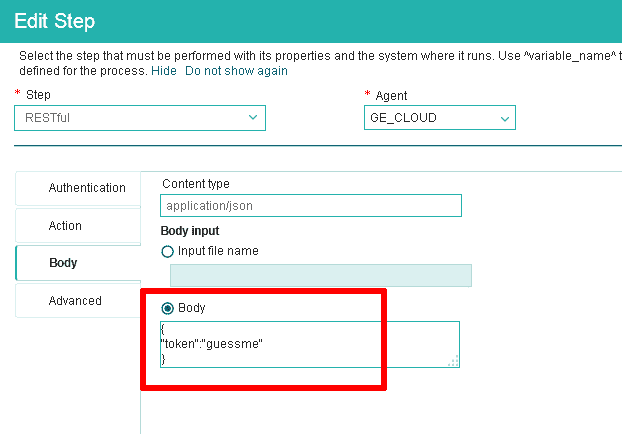 Edit Step
Select the step that must be performed with its properties and the system where it runs. Use ^variable_name^ t
defined for the process. Hide Do not show again
* Step
* Agent
RESTful
GE_CLOUD
Authentication
Action
Body
Advanced
Content type
application/json
Body input
Input file name
Body
{
"token":"guessme"
}